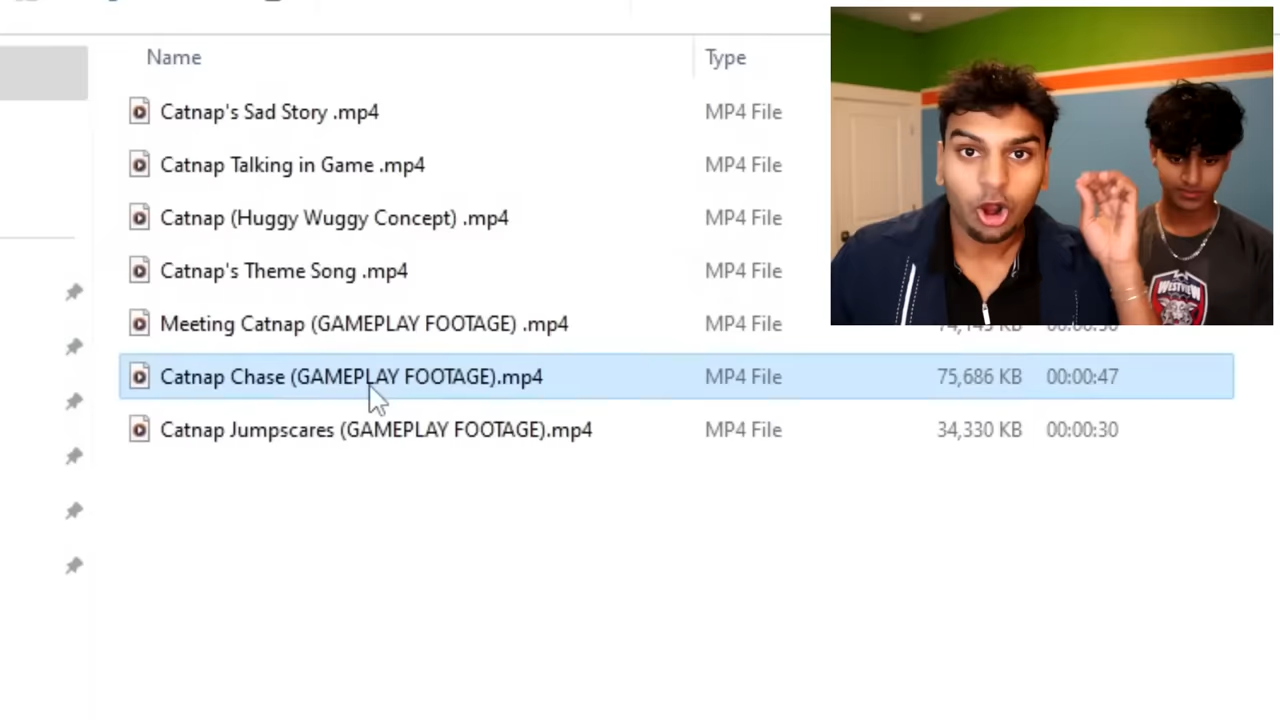 Name Type
Catnap's Sad Story .mp4 MP4 File
Catnap Talking in Game .mp4 MP4 File
Catnap (Huggy Wuggy Concept) .mp4 MP4 File
Catnap's Theme Song .mp4 MP4 File
Meeting Catnap (GAMEPLAY FOOTAGE) .mp4 MP4 File
Catnap Chase (GAMEPLAY FOOTAGE).mp4 MP4 File 75,686 KB 00:00:47
Catnap Jumpscares (GAMEPLAY FOOTAGE).mp4 MP4 File 34,330 KB 00:00:30
WESTVIEW